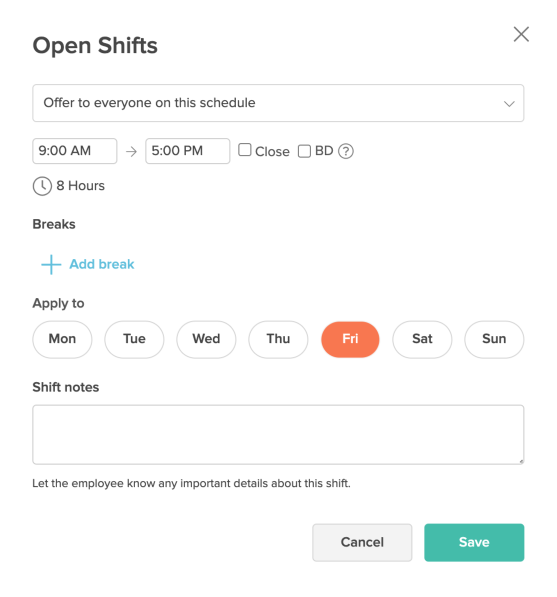 Open Shifts
Offer to everyone on this schedule
9:00 AM → 5:00 PM Close BD ?
8 Hours
Breaks
Add break
Apply to
Mon Tue Wed Thu Fri Sat Sun
Shift notes
Let the employee know any important details about this shift.
Cancel Save